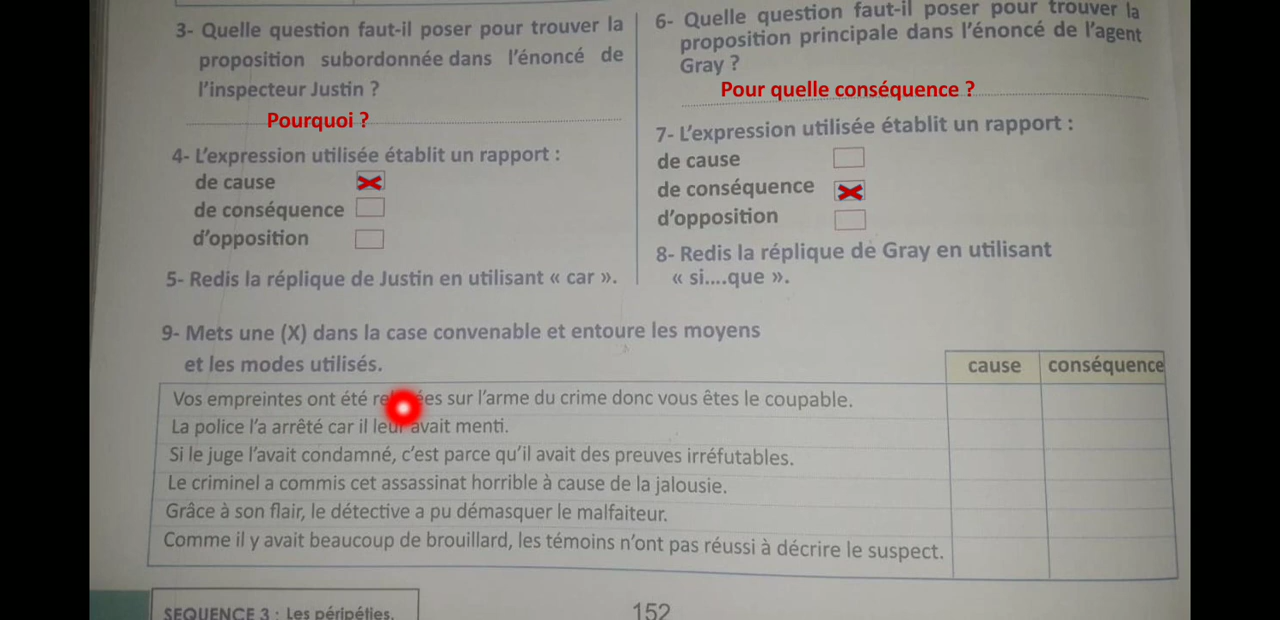 3- Quelle question faut-il poser pour trouver la
proposition subordonnée dans l'énoncé de
l'inspecteur Justin ?
Pourquoi ?
4- L'expression utilisée établit un rapport :
de cause
de conséquence
d'opposition
5- Redis la réplique de Justin en utilisant « car ».
6- Quelle question faut-il poser pour trouver la
proposition principale dans l'énoncé de l'agent
Gray ?
Pour quelle conséquence ?
7- L'expression utilisée établit un rapport :
de cause
de conséquence
d'opposition
8- Redis la réplique de Gray en utilisant
« si....que ».
9- Mets une (X) dans la case convenable et entoure les moyens
et les modes utilisés.
cause conséquence
Vos empreintes ont été sur l'arme du crime donc vous êtes le coupable.
La police l'a arrêté car il leur avait menti.
Si le juge l'avait condamné, c'est parce qu'il avait des preuves irréfutables.
Le criminel a commis cet assassinat horrible à cause de la jalousie.
Grâce à son flair, le détective a pu démasquer le malfaiteur.
Comme il y avait beaucoup de brouillard, les témoins n'ont pas réussi à décrire le suspect.
SEQUENCE 3 : Les péripéties.
152